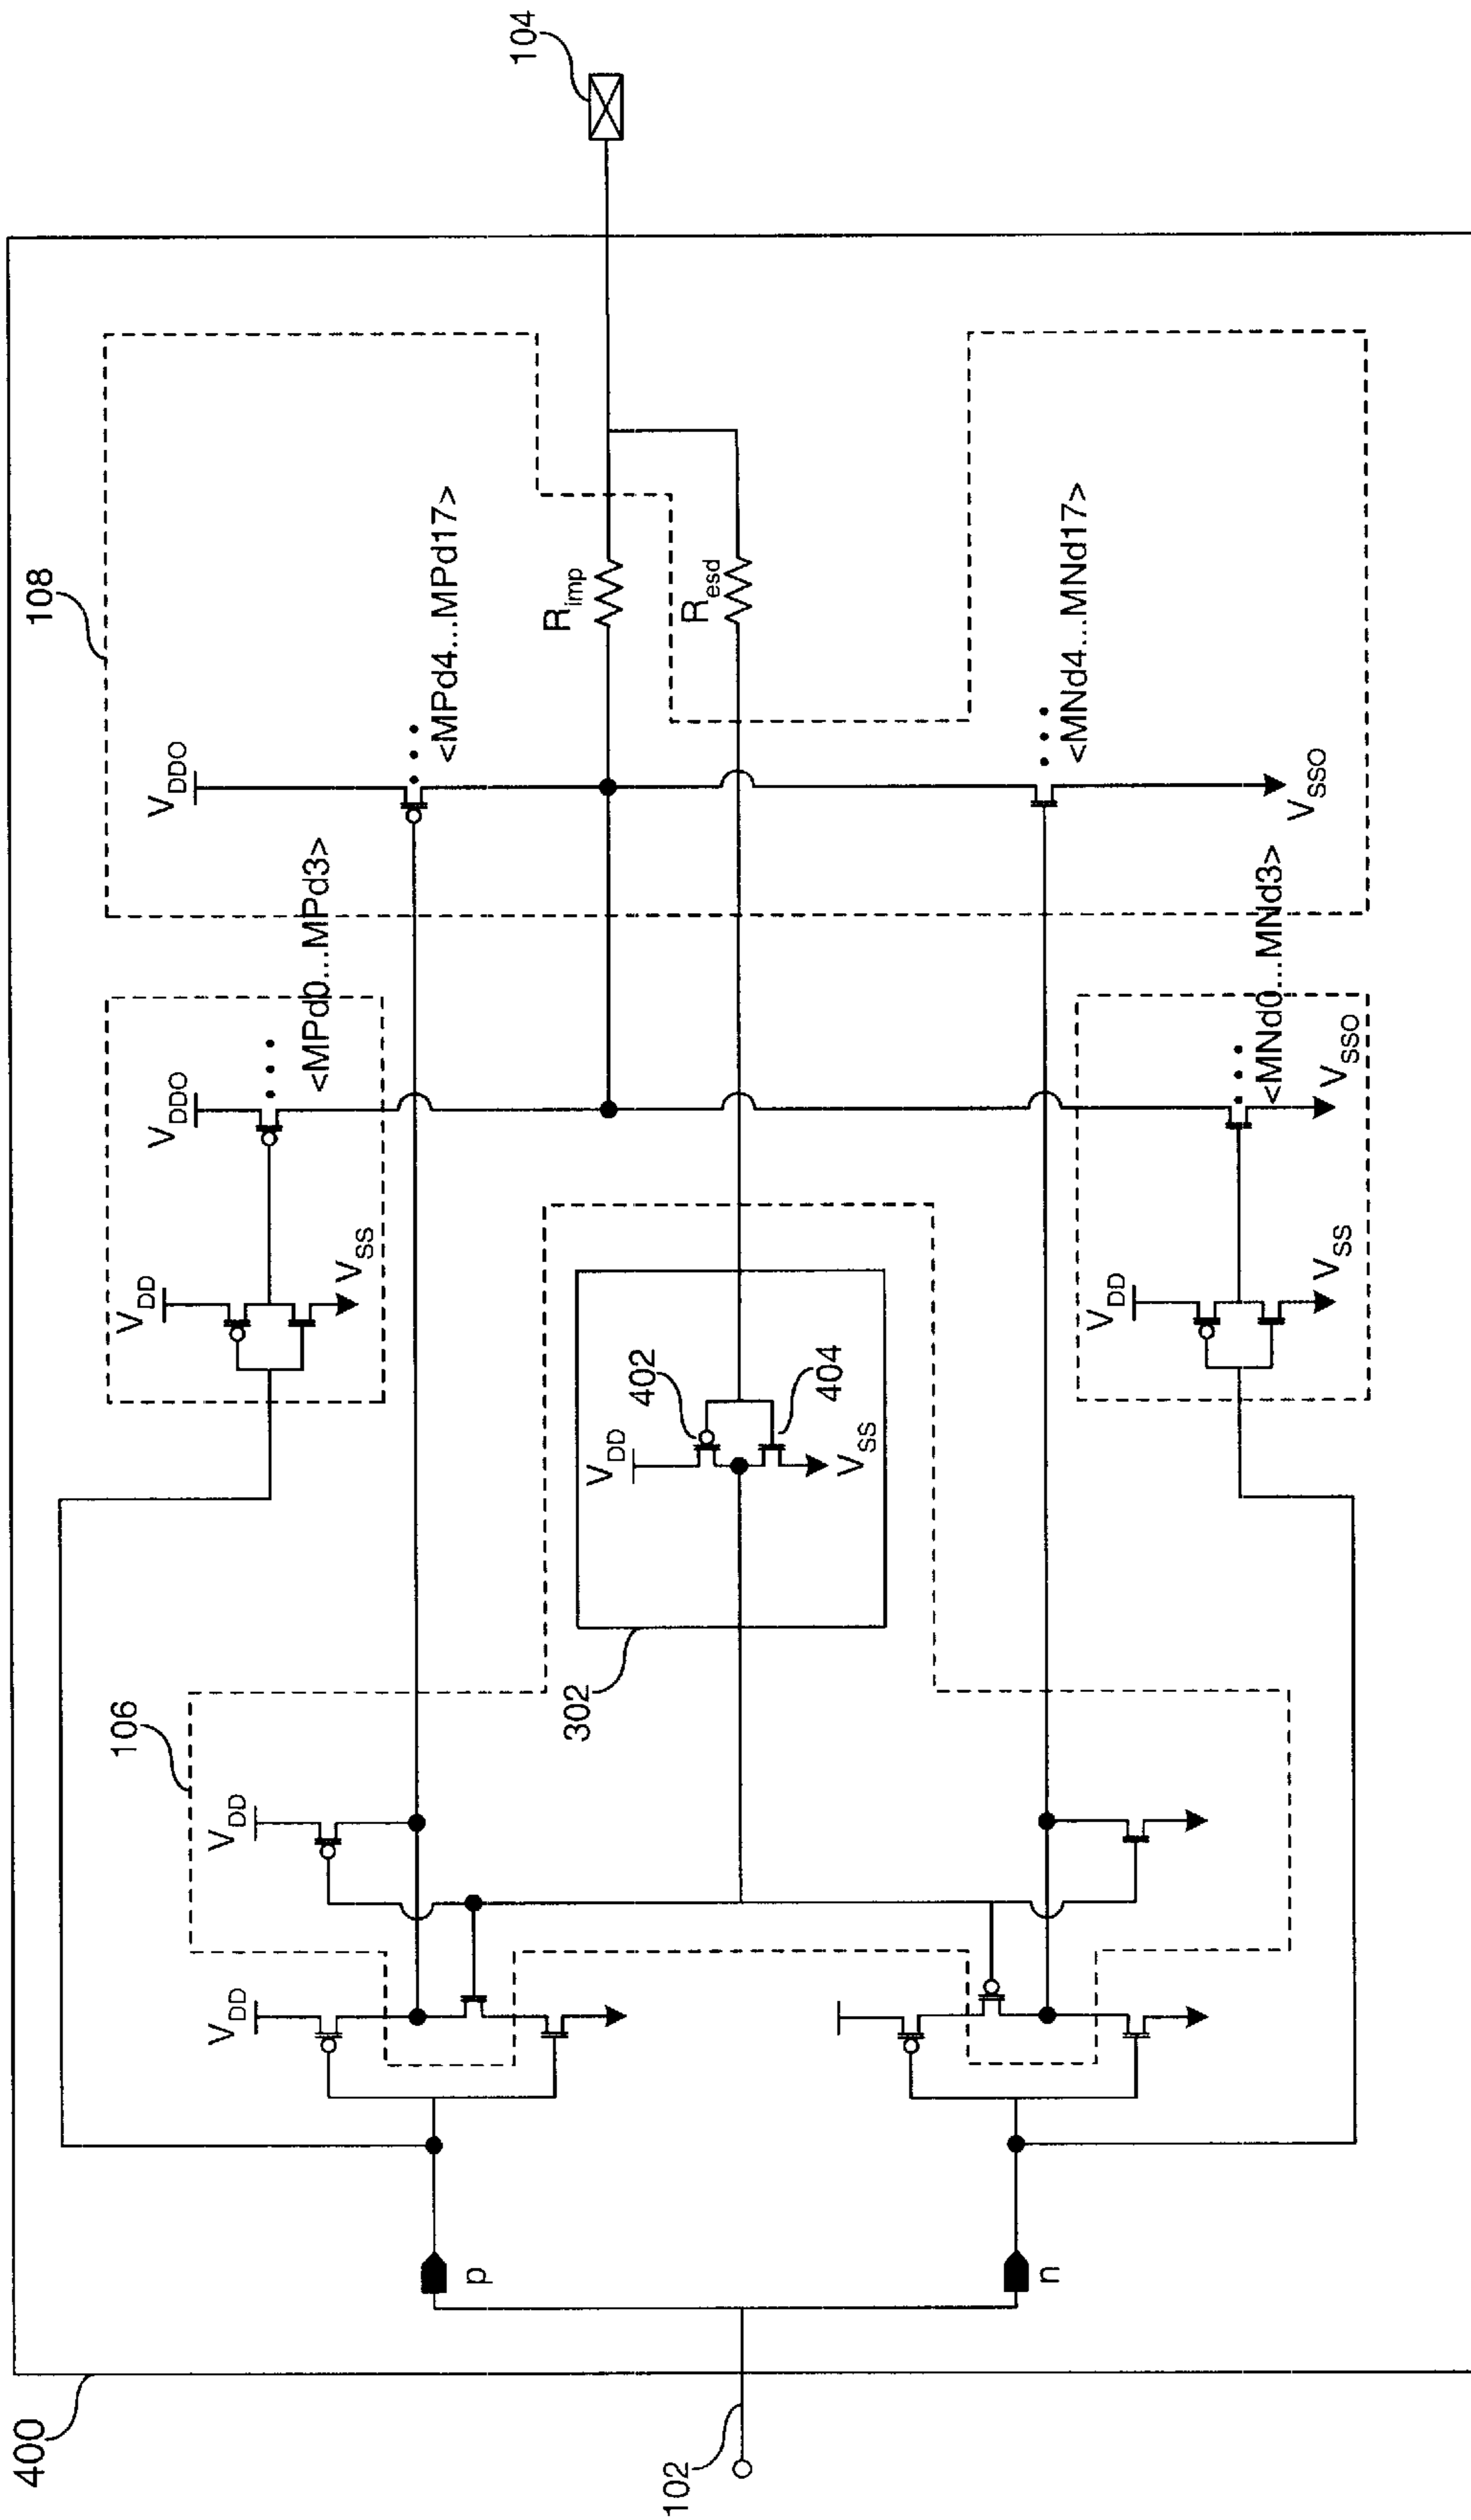 400
108
104
V_DDO
V_DDO
<MPd0...MPd3>
<MPd4...MPd17>
V_DD
V_SS
106
V_DD
V_DD
R_imp
R_esd
p
302
V_DD
402
404
V_SS
102
n
V_DD
V_SS
<MNd0...MNd3>
V_SSO
<MNd4...MNd17>
V_SSO